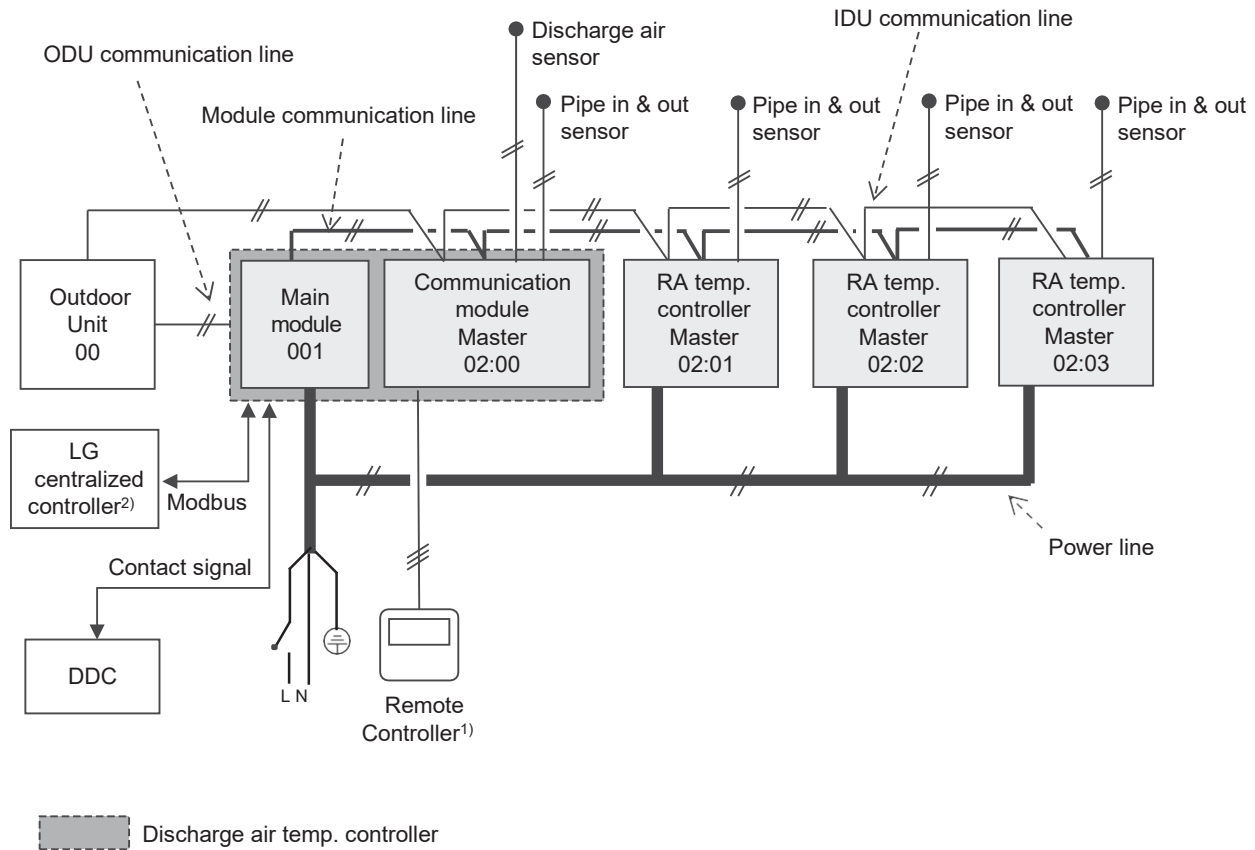 IDU communication line
ODU communication line
Discharge air
sensor
Module communication line
Pipe in & out
sensor
Pipe in & out
sensor
Pipe in & out
sensor
Pipe in & out
sensor
Outdoor
Unit
00
Main
module
001
Communication
module
Master
02:00
RA temp.
controller
Master
02:01
RA temp.
controller
Master
02:02
RA temp.
controller
Master
02:03
LG
centralized
controller2)
Modbus
Power line
Contact signal
DDC
L N
Remote
Controller1)
Discharge air temp. controller